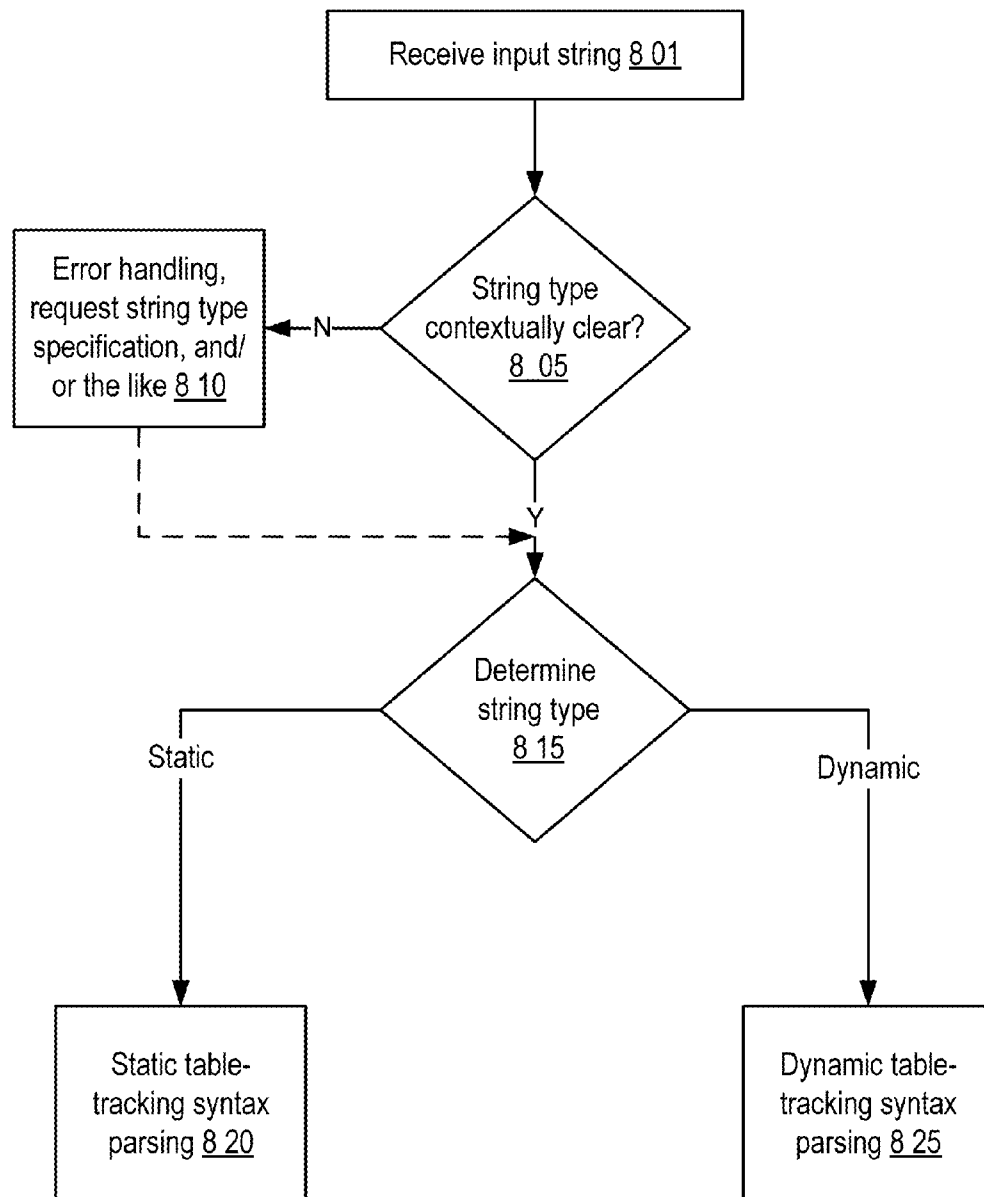 Receive input string 8 01
String type
contextually clear?
8 05
N
Error handling,
request string type
specification, and/
or the like 8 10
Y
Determine
string type
8 15
Static
Dynamic
Static table-
tracking syntax
parsing 8 20
Dynamic table-
tracking syntax
parsing 8 25